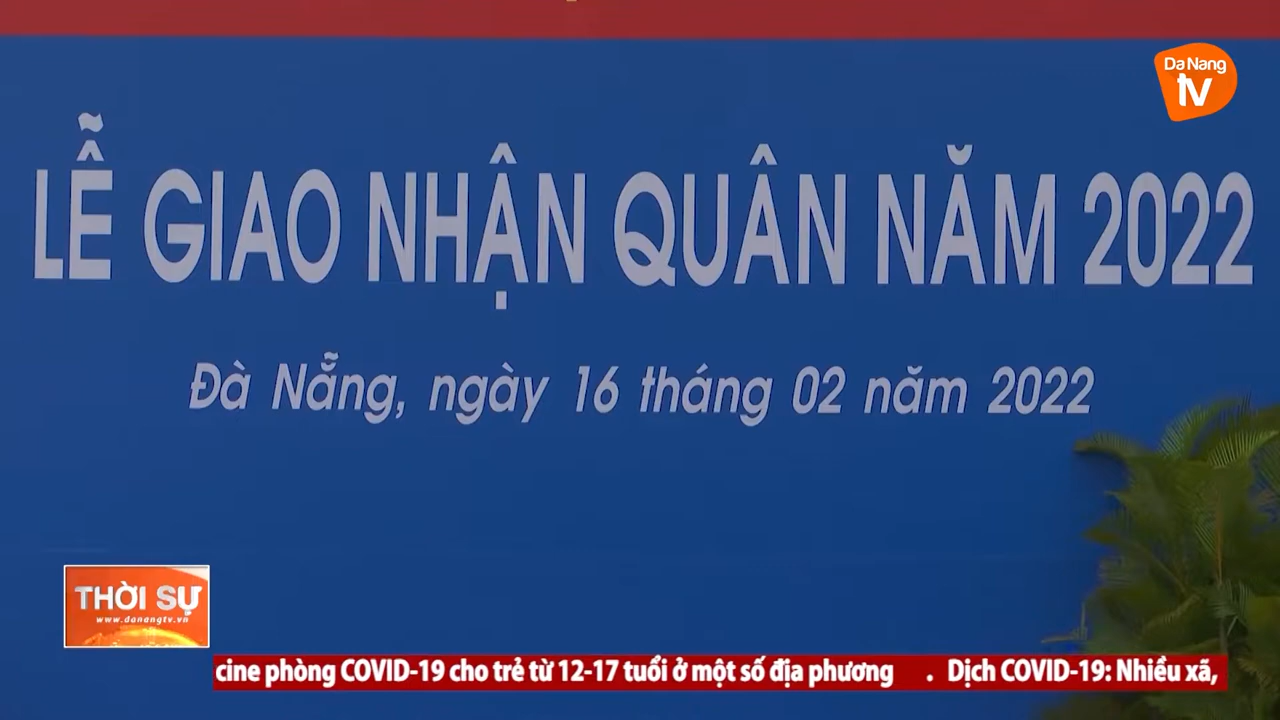 Da Nang
tv
LỄ GIAO NHẬN QUÂN NĂM 2022
Đà Nẵng, ngày 16 tháng 02 năm 2022
THỜI SỰ
www.danangtv.vn
cine phòng COVID-19 cho trẻ từ 12-17 tuổi ở một số địa phương . Dịch COVID-19: Nhiều xã,